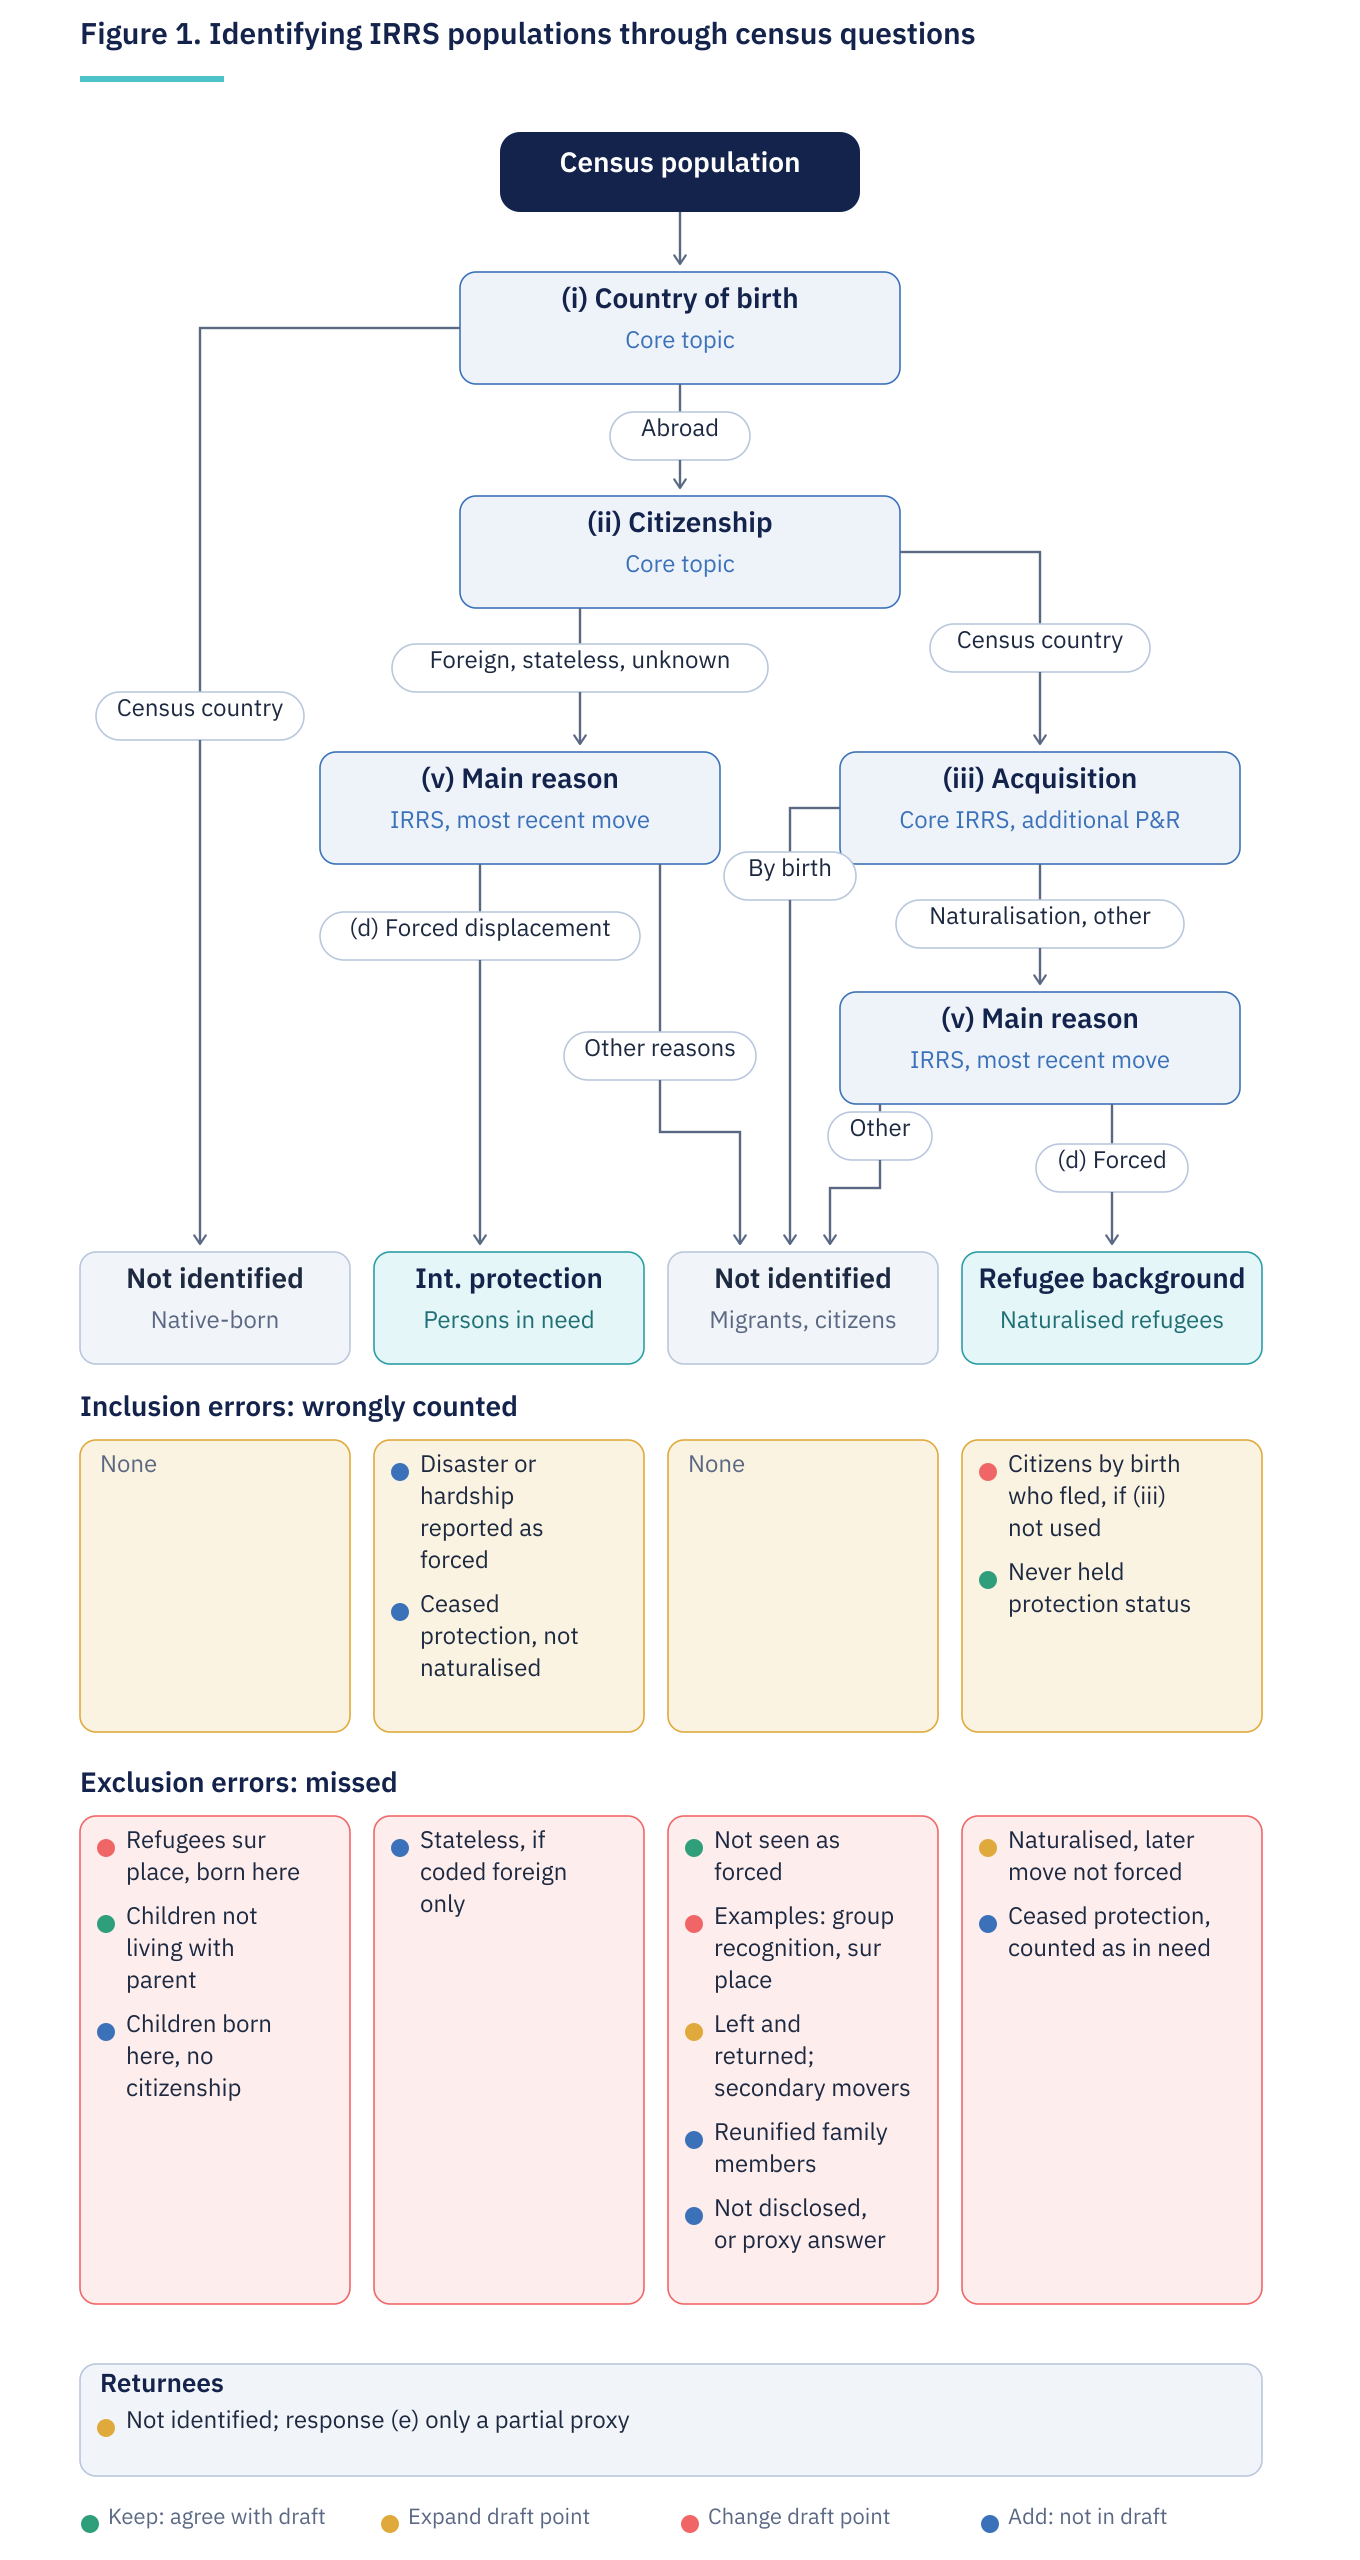 Figure 1. Identifying IRRS populations through census questions
Census population
(i) Country of birth
Core topic
Abroad
(ii) Citizenship
Core topic
Foreign, stateless, unknown
Census country
Census country
(v) Main reason
IRRS, most recent move
(iii) Acquisition
Core IRRS, additional P&R
By birth
(d) Forced displacement
Naturalisation, other
(v) Main reason
IRRS, most recent move
Other reasons
Other
(d) Forced
Not identified
Native-born
Int. protection
Persons in need
Not identified
Migrants, citizens
Refugee background
Naturalised refugees
Inclusion errors: wrongly counted
None
Disaster or
hardship
reported as
forced
Ceased
protection, not
naturalised
None
Citizens by birth
who fled, if (iii)
not used
Never held
protection status
Exclusion errors: missed
Refugees sur
place, born here
Children not
living with
parent
Children born
here, no
citizenship
Stateless, if
coded foreign
only
Not seen as
forced
Examples: group
recognition, sur
place
Left and
returned;
secondary movers
Reunified family
members
Not disclosed,
or proxy answer
Naturalised, later
move not forced
Ceased protection,
counted as in need
Returnees
Not identified; response (e) only a partial proxy
Keep: agree with draft
Expand draft point
Change draft point
Add: not in draft